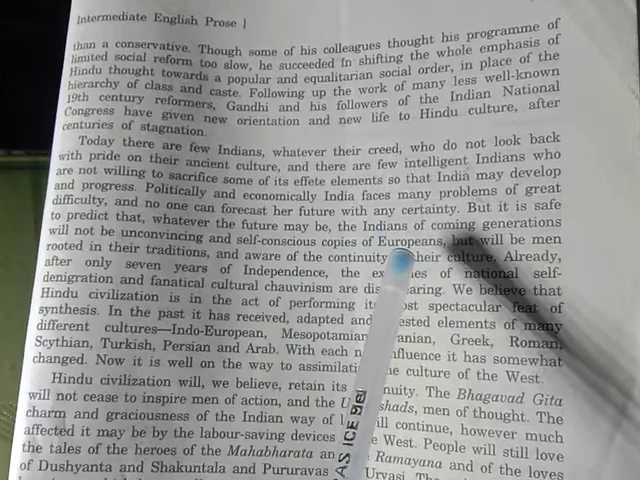 Intermediate English Prose |
than a conservative. Though some of his colleagues thought his programme of
limited social reform too slow, he succeeded in shifting the whole emphasis of
Hindu thought towards a popular and equalitarian social order, in place of the
hierarchy of class and caste. Following up the work of many less well-known
19th century reformers, Gandhi and his followers of the Indian National
Congress have given new orientation and new life to Hindu culture, after
centuries of stagnation.
Today there are few Indians, whatever their creed, who do not look back
with pride on their ancient culture, and there are few intelligent Indians who
are not willing to sacrifice some of its effete elements so that India may develop
and progress. Politically and economically India faces many problems of great
difficulty, and no one can forecast her future with any certainty. But it is safe
to predict that, whatever the future may be, the Indians of coming generations
will not be unconvincing and self-conscious copies of Europeans, but will be men
rooted in their traditions, and aware of the continuity their culture. Already,
after only seven years of Independence, the ex es of national self-
denigration and fanatical cultural chauvinism are dis aring. We believe that
Hindu civilization is in the act of performing it ost spectacular feat of
synthesis. In the past it has received, adapted and ested elements of many
different cultures—Indo-European, Mesopotamian anian, Greek, Roman,
Scythian, Turkish, Persian and Arab. With each n nfluence it has somewhat
changed. Now it is well on the way to assimilati e culture of the West.
Hindu civilization will, we believe, retain its nuity. The Bhagavad Gita
will not cease to inspire men of action, and the U shads, men of thought. The
charm and graciousness of the Indian way of l ill continue, however much
affected it may be by the labour-saving devices e West. People will still love
the tales of the heroes of the Mahabharata an Ramayana and of the loves
of Dushyanta and Shakuntala and Pururavas Urvasi.